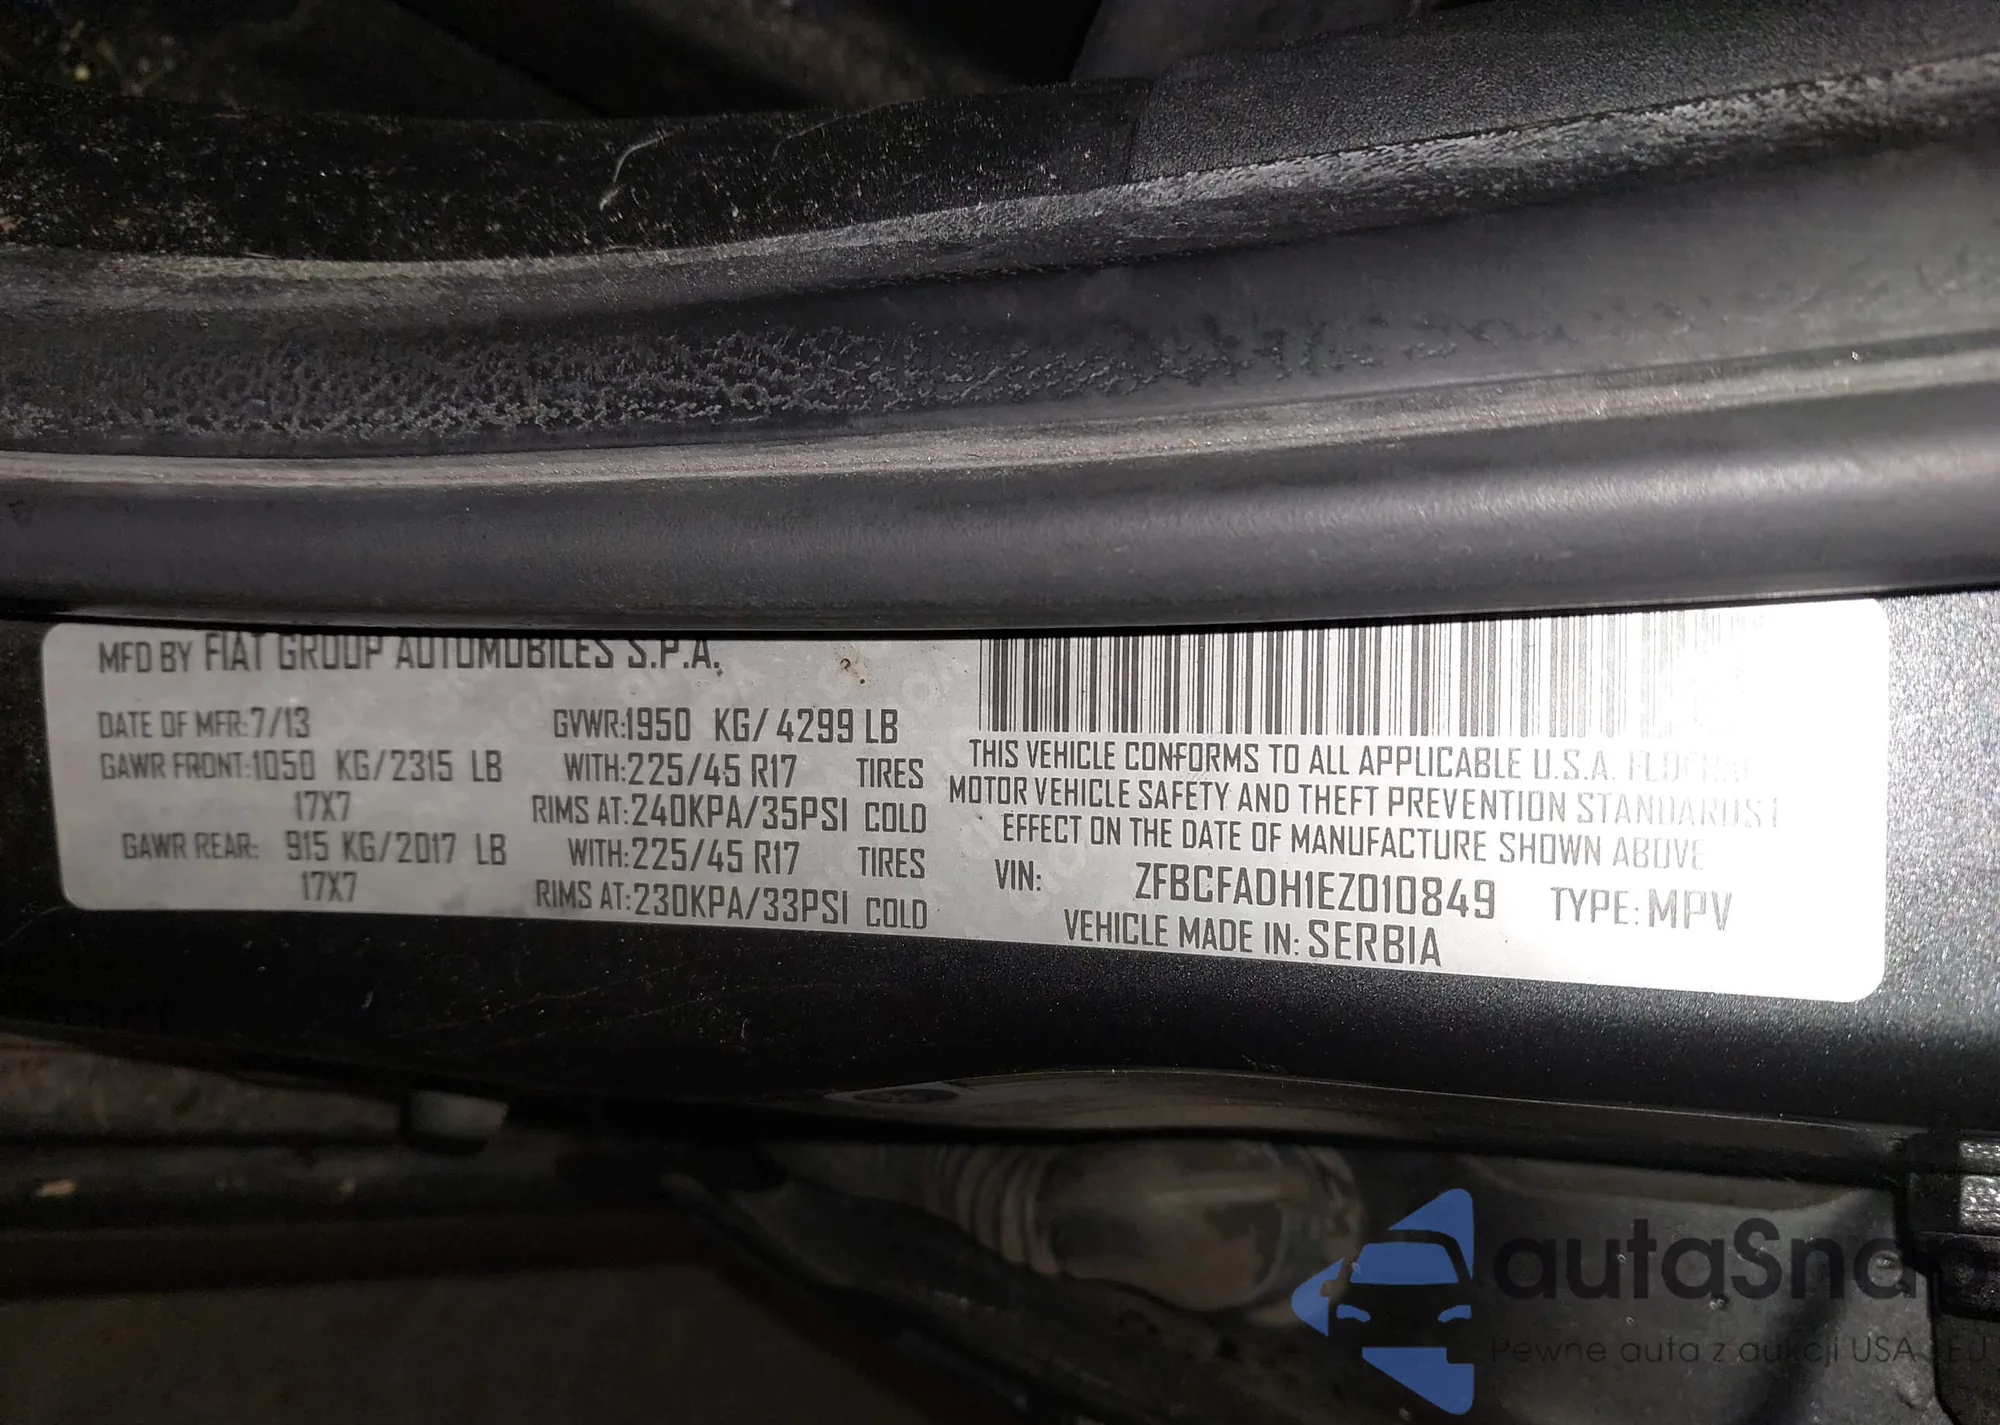 MFD BY FIAT GROUP AUTOMOBILES S.P.A.
DATE OF MFR:7/13 GVWR:1950 KG/ 4299 LB
GAWR FRONT:1050 KG/2315 LB WITH:225/45 R17 TIRES
17X7 RIMS AT:240KPA/35PSI COLD
GAWR REAR: 915 KG/2017 LB WITH:225/45 R17 TIRES
17X7 RIMS AT:230KPA/33PSI COLD
THIS VEHICLE CONFORMS TO ALL APPLICABLE U.S.A. FEDERAL
MOTOR VEHICLE SAFETY AND THEFT PREVENTION STANDARDS I
EFFECT ON THE DATE OF MANUFACTURE SHOWN ABOVE
VIN: ZFBCFADH1EZ010849 TYPE: MPV
VEHICLE MADE IN: SERBIA
autaSnap
Pewne auta z aukcji USA i EU